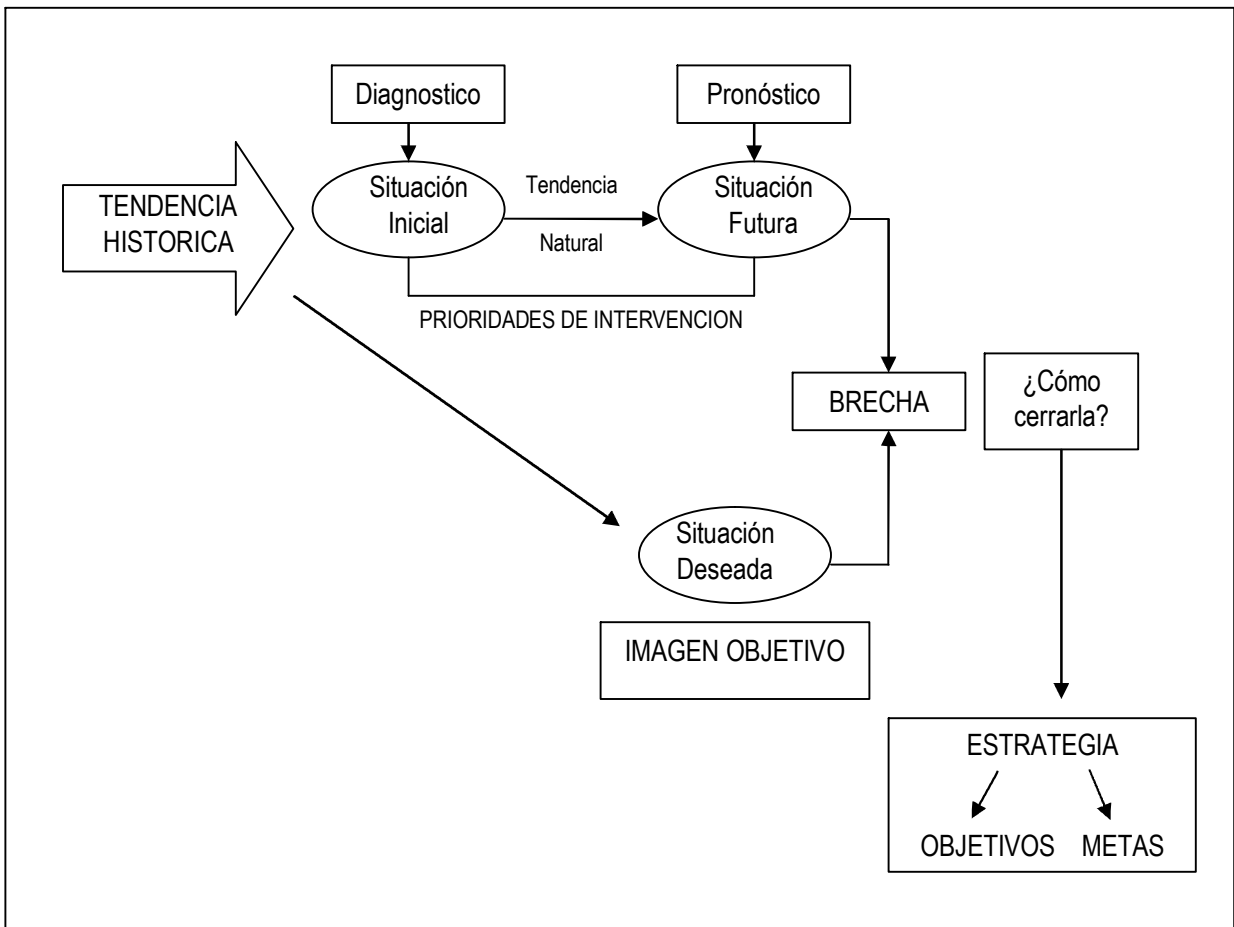 Diagnostico
Pronóstico
TENDENCIA
HISTORICA
Situación
Inicial
Tendencia
Natural
Situación
Futura
PRIORIDADES DE INTERVENCION
BRECHA
¿Cómo
cerrarla?
Situación
Deseada
IMAGEN OBJETIVO
ESTRATEGIA
OBJETIVOS METAS